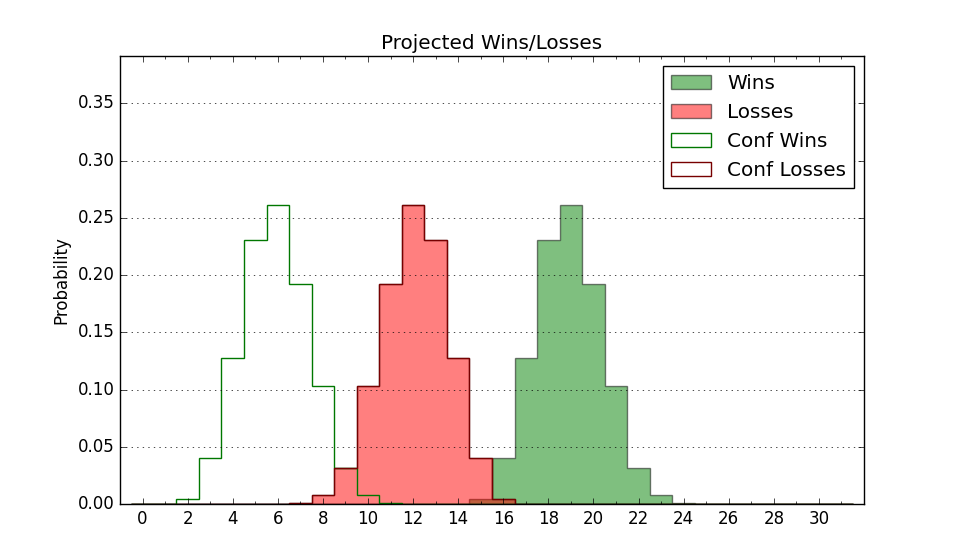 Projected Wins/Losses
Wins
Losses
Conf Wins
Conf Losses
Probability
0.35
0.30
0.25
0.20
0.15
0.10
0.05
0.00
0 2 4 6 8 10 12 14 16 18 20 22 24 26 28 30